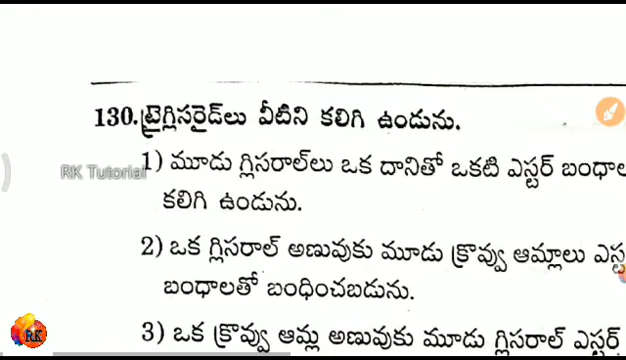 130. ట్రైగ్లిసరైడ్‌లు వీటిని కలిగి ఉండును.
RK Tutorial
1) మూడు గ్లిసరాల్‌లు ఒక దానితో ఒకటి ఎస్టర్
కలిగి ఉండును.
2) ఒక గ్లిసరాల్ అణువుకు మూడు క్రొవ్వు ఆమ్లాలు
బంధాలతో బంధించబడును.
3) ఒక క్రొవ్వు ఆమ్ల అణువుకు మూడు గ్లిసరాల్ ఎస్టర్
RK